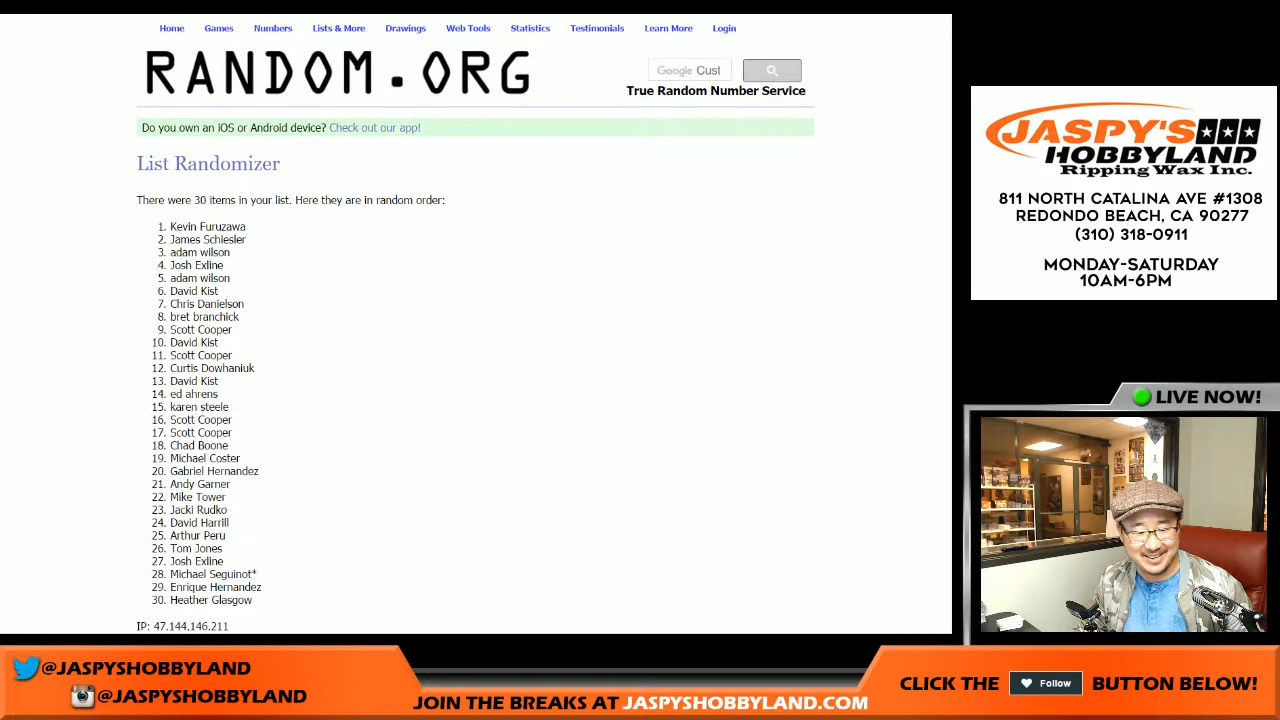 Home Games Numbers Lists & More Drawings Web Tools Statistics Testimonials Learn More Login
RANDOM.ORG
Google Cust
True Random Number Service
Do you own an iOS or Android device? Check out our app!
List Randomizer
There were 30 items in your list. Here they are in random order:
1. Kevin Furuzawa
2. James Schiesler
3. adam wilson
4. Josh Exline
5. adam wilson
6. David Kist
7. Chris Danielson
8. bret branchick
9. Scott Cooper
10. David Kist
11. Scott Cooper
12. Curtis Dowhaniuk
13. David Kist
14. ed ahrens
15. karen steele
16. Scott Cooper
17. Scott Cooper
18. Chad Boone
19. Michael Coster
20. Gabriel Hernandez
21. Andy Garner
22. Mike Tower
23. Jacki Rudko
24. David Harrill
25. Arthur Peru
26. Tom Jones
27. Josh Exline
28. Michael Seguinot*
29. Enrique Hernandez
30. Heather Glasgow
IP: 47.144.146.211
JASPY'S
HOBBYLAND
Ripping Wax Inc.
811 NORTH CATALINA AVE #1308
REDONDO BEACH, CA 90277
(310) 318-0911
MONDAY-SATURDAY
10AM-6PM
LIVE NOW!
@JASPYSHOBBYLAND
@JASPYSHOBBYLAND
JOIN THE BREAKS AT JASPYSHOBBYLAND.COM
CLICK THE Follow BUTTON BELOW!